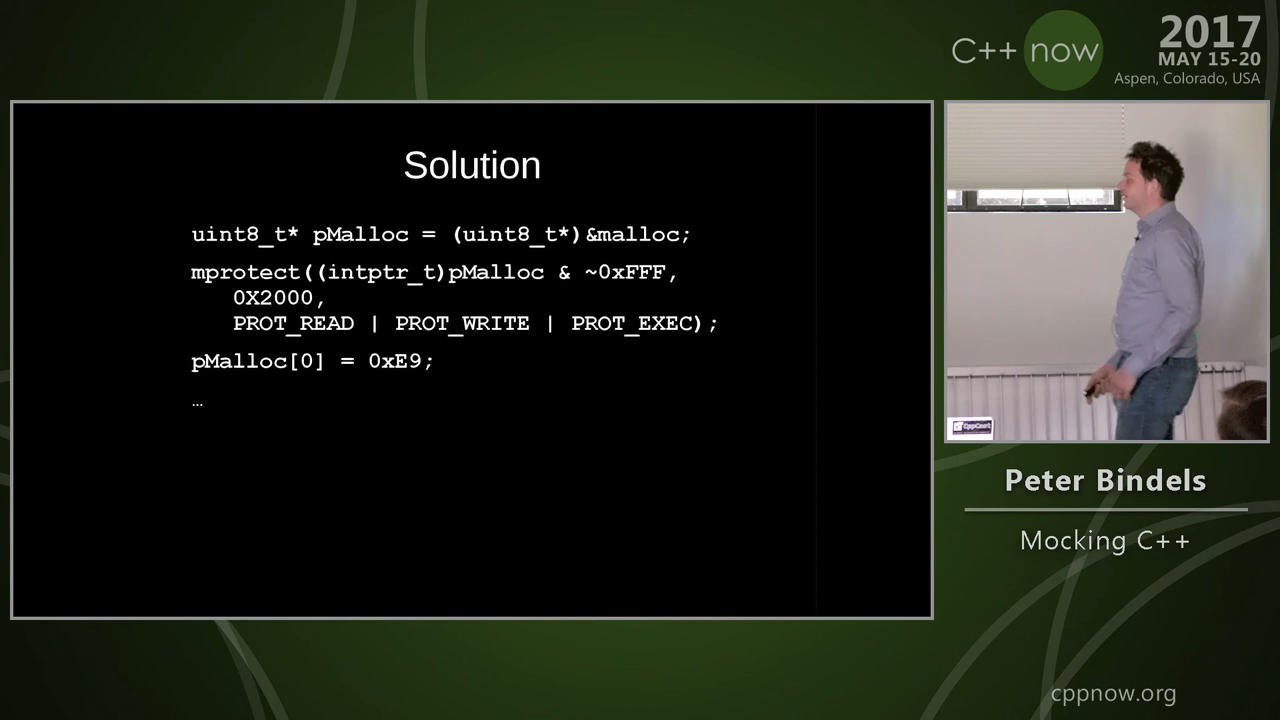 C++ now
2017
MAY 15-20
Aspen, Colorado, USA
Solution
uint8_t* pMalloc = (uint8_t*)&malloc;
mprotect((intptr_t)pMalloc & ~0xFFF,
0X2000,
PROT_READ | PROT_WRITE | PROT_EXEC);
pMalloc[0] = 0xE9;
…
CppCast
Peter Bindels
Mocking C++
cppnow.org